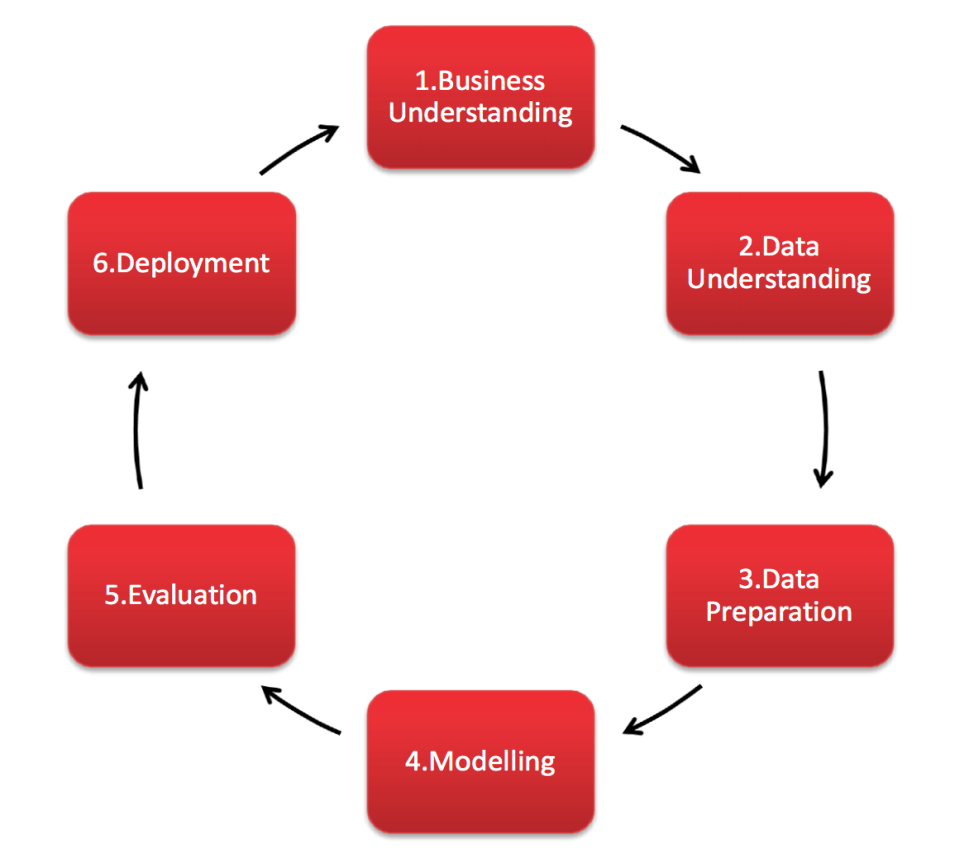 1.Business
Understanding
2.Data
Understanding
3.Data
Preparation
4.Modelling
5.Evaluation
6.Deployment